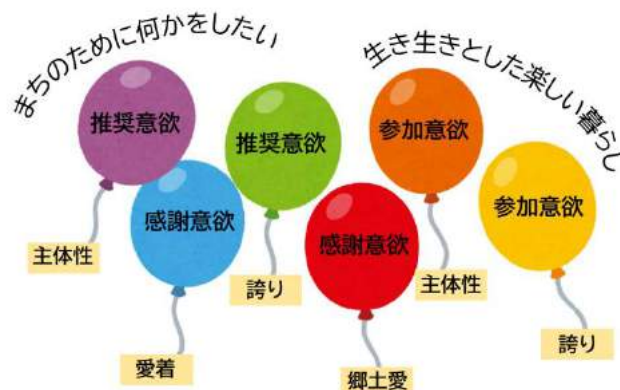 まちのために何かをしたい
生き生きとした楽しい暮らし
推奨意欲
推奨意欲
参加意欲
感謝意欲
感謝意欲
参加意欲
主体性
誇り
主体性
誇り
愛着
郷土愛